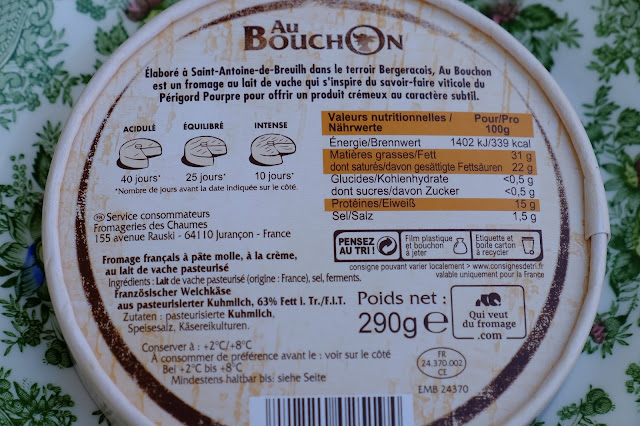 Au
BOUCHON
Élaboré à Saint-Antoine-de-Breuilh dans le terroir Bergeracois, Au Bouchon
est un fromage au lait de vache qui s'inspire du savoir-faire viticole du
Périgord Pourpre pour offrir un produit crémeux au caractère subtil.
ACIDULÉ ÉQUILIBRÉ INTENSE
40 jours* 25 jours* 10 jours*
*Nombre de jours avant la date indiquée sur le côté.
Valeurs nutritionnelles / Pour/Pro
Nährwerte 100g
Énergie/Brennwert 1402 kJ/339 kcal
Matières grasses/Fett 31 g
dont saturés/davon gesättigte Fettsäuren 22 g
Glucides/Kohlenhydrate <0,5 g
dont sucres/davon Zucker <0,5 g
Protéines/Eiweiß 15 g
Sel/Salz 1,5 g
FR Service consommateurs
Fromageries des Chaumes
155 avenue Rauski - 64110 Jurançon - France
PENSEZ
AU TRI !
Film plastique
et bouchon
à jeter
Etiquette et
boite carton
à recycler
consigne pouvant varier localement > www.consignesdetri.fr
valable uniquement pour la France
Fromage français à pâte molle, à la crème,
au lait de vache pasteurisé
Ingrédients : Lait de vache pasteurisé (origine : France), sel, ferments.
Französischer Weichkäse
aus pasteurisierter Kuhmilch, 63% Fett i. Tr./F.I.T.
Zutaten : pasteurisierte Kuhmilch,
Speisesalz, Käsereikulturen.
Conserver à : +2°C/+8°C
A consommer de préférence avant le : voir sur le côté
Bei +2°C bis +8°C
Mindestens haltbar bis: siehe Seite
Poids net :
290g e
Qui veut
du fromage
.com
FR
24.370.002
CE
EMB 24370